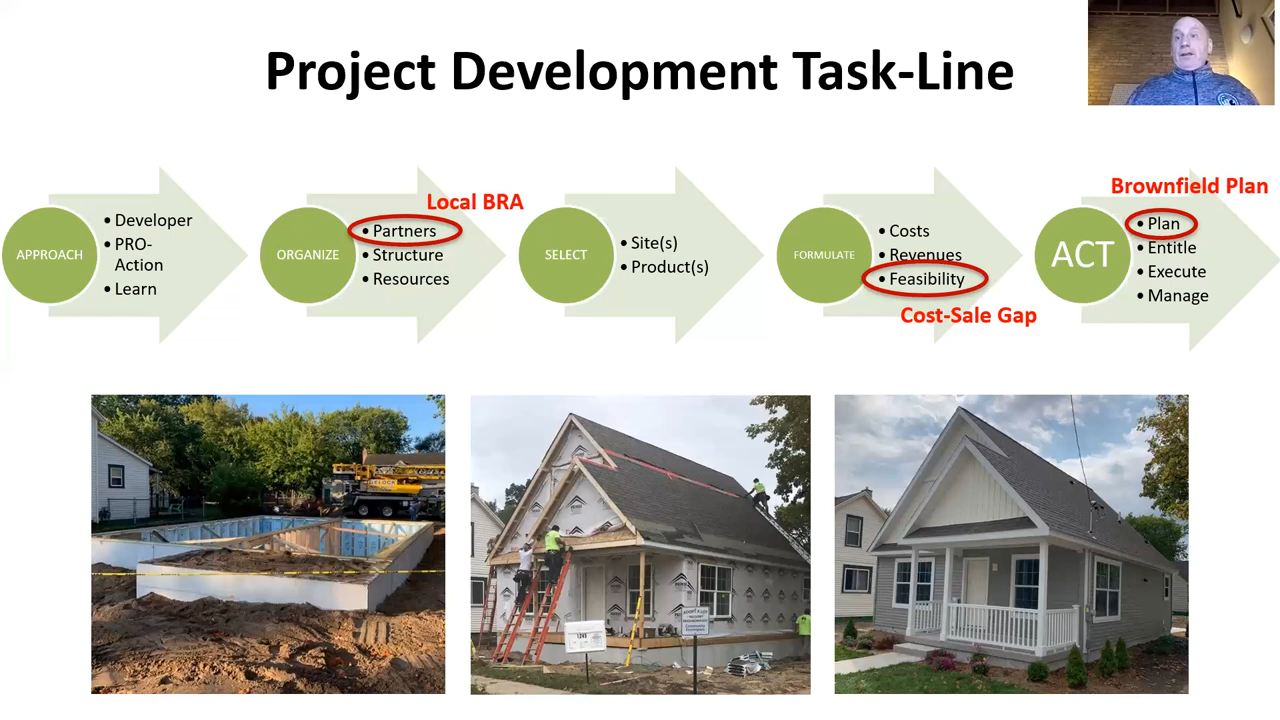 Project Development Task-Line
APPROACH
• Developer
• PRO-
Action
• Learn
ORGANIZE
Local BRA
• Partners
• Structure
• Resources
SELECT
• Site(s)
• Product(s)
FORMULATE
• Costs
• Revenues
• Feasibility
Cost-Sale Gap
ACT
Brownfield Plan
• Plan
• Entitle
• Execute
• Manage
1245